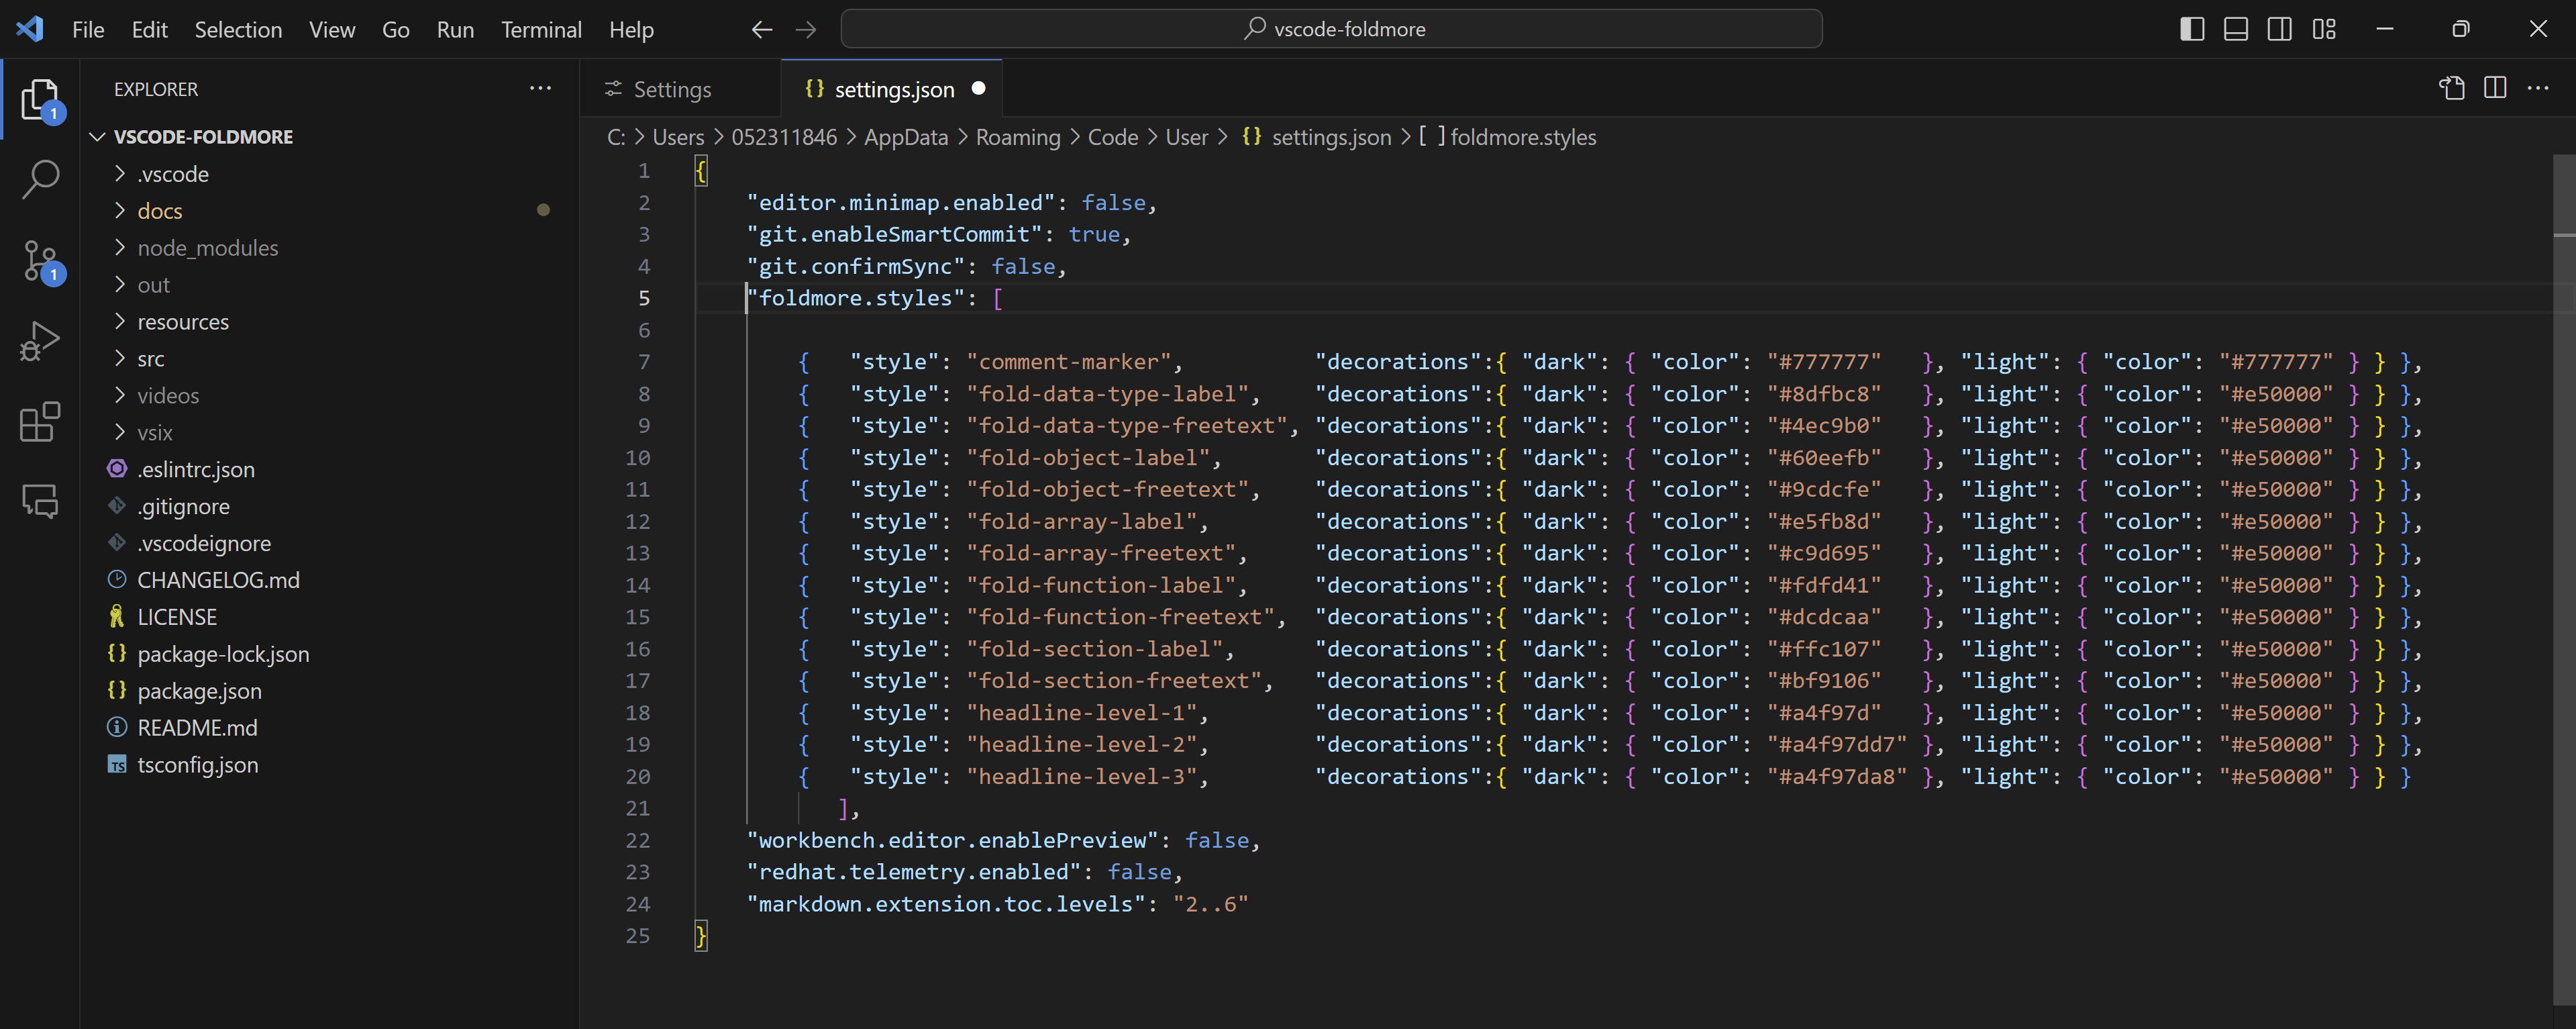 File Edit Selection View Go Run Terminal Help vscode-foldmore
EXPLORER
VSCODE-FOLDMORE
.vscode
docs
node_modules
out
resources
src
videos
vsix
.eslintrc.json
.gitignore
.vscodeignore
CHANGELOG.md
LICENSE
package-lock.json
package.json
README.md
TS tsconfig.json
1
1
Settings {} settings.json
C: > Users > 052311846 > AppData > Roaming > Code > User > {} settings.json > [ ] foldmore.styles
1 {
2 "editor.minimap.enabled": false,
3 "git.enableSmartCommit": true,
4 "git.confirmSync": false,
5 "foldmore.styles": [
6
7 { "style": "comment-marker", "decorations":{ "dark": { "color": "#777777" }, "light": { "color": "#777777" } } },
8 { "style": "fold-data-type-label", "decorations":{ "dark": { "color": "#8dfbc8" }, "light": { "color": "#e50000" } } },
9 { "style": "fold-data-type-freetext", "decorations":{ "dark": { "color": "#4ec9b0" }, "light": { "color": "#e50000" } } },
10 { "style": "fold-object-label", "decorations":{ "dark": { "color": "#60eefb" }, "light": { "color": "#e50000" } } },
11 { "style": "fold-object-freetext", "decorations":{ "dark": { "color": "#9cdcfe" }, "light": { "color": "#e50000" } } },
12 { "style": "fold-array-label", "decorations":{ "dark": { "color": "#e5fb8d" }, "light": { "color": "#e50000" } } },
13 { "style": "fold-array-freetext", "decorations":{ "dark": { "color": "#c9d695" }, "light": { "color": "#e50000" } } },
14 { "style": "fold-function-label", "decorations":{ "dark": { "color": "#fdfd41" }, "light": { "color": "#e50000" } } },
15 { "style": "fold-function-freetext", "decorations":{ "dark": { "color": "#dcdcaa" }, "light": { "color": "#e50000" } } },
16 { "style": "fold-section-label", "decorations":{ "dark": { "color": "#ffc107" }, "light": { "color": "#e50000" } } },
17 { "style": "fold-section-freetext", "decorations":{ "dark": { "color": "#bf9106" }, "light": { "color": "#e50000" } } },
18 { "style": "headline-level-1", "decorations":{ "dark": { "color": "#a4f97d" }, "light": { "color": "#e50000" } } },
19 { "style": "headline-level-2", "decorations":{ "dark": { "color": "#a4f97dd7" }, "light": { "color": "#e50000" } } },
20 { "style": "headline-level-3", "decorations":{ "dark": { "color": "#a4f97da8" }, "light": { "color": "#e50000" } } }
21 ],
22 "workbench.editor.enablePreview": false,
23 "redhat.telemetry.enabled": false,
24 "markdown.extension.toc.levels": "2..6"
25 }